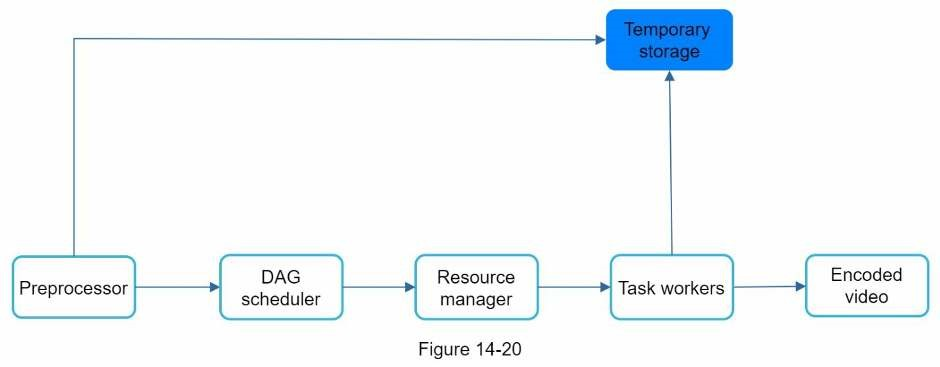 Temporary
storage
Preprocessor
DAG
scheduler
Resource
manager
Task workers
Encoded
video
Figure 14-20